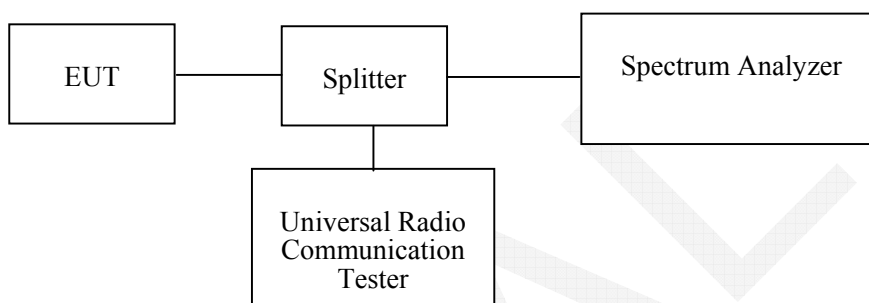 EUT
Splitter
Spectrum Analyzer
Universal Radio
Communication
Tester